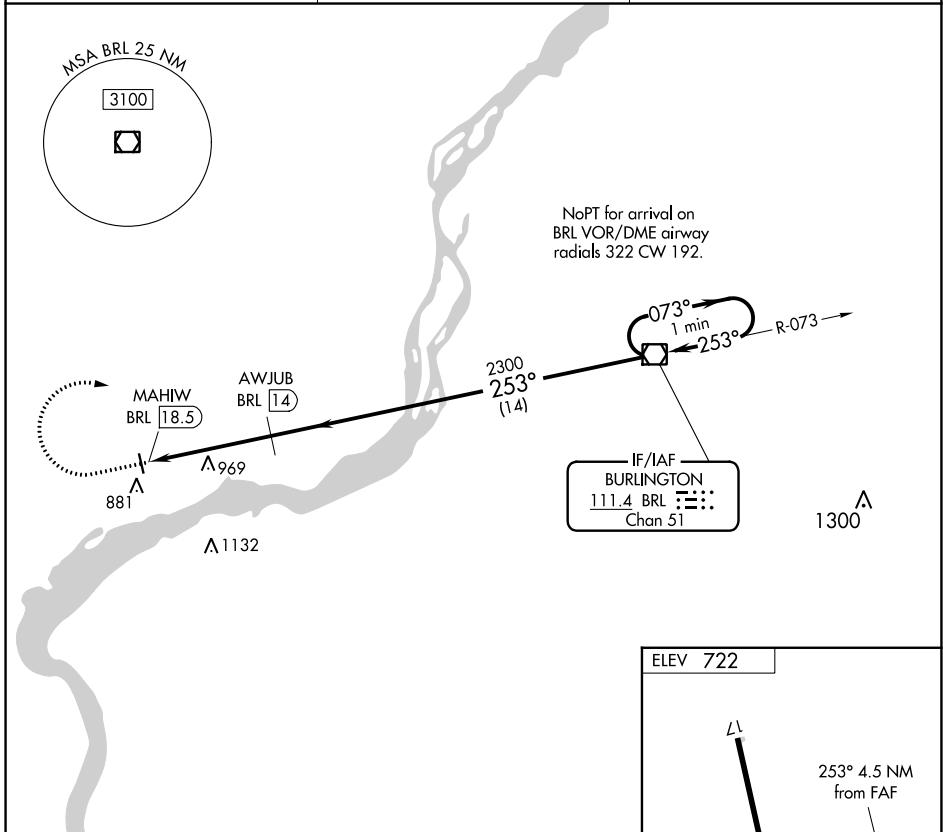 MSA BRL 25 NM
3100
NoPT for arrival on
BRL VOR/DME airway
radials 322 CW 192.
073°
1 min
253°
R-073
2300
253°
(14)
AWJUB
BRL 14
MAHIW
BRL 18.5
969
881
1132
IF/IAF
BURLINGTON
111.4 BRL
Chan 51
1300
ELEV 722
17
253° 4.5 NM
from FAF